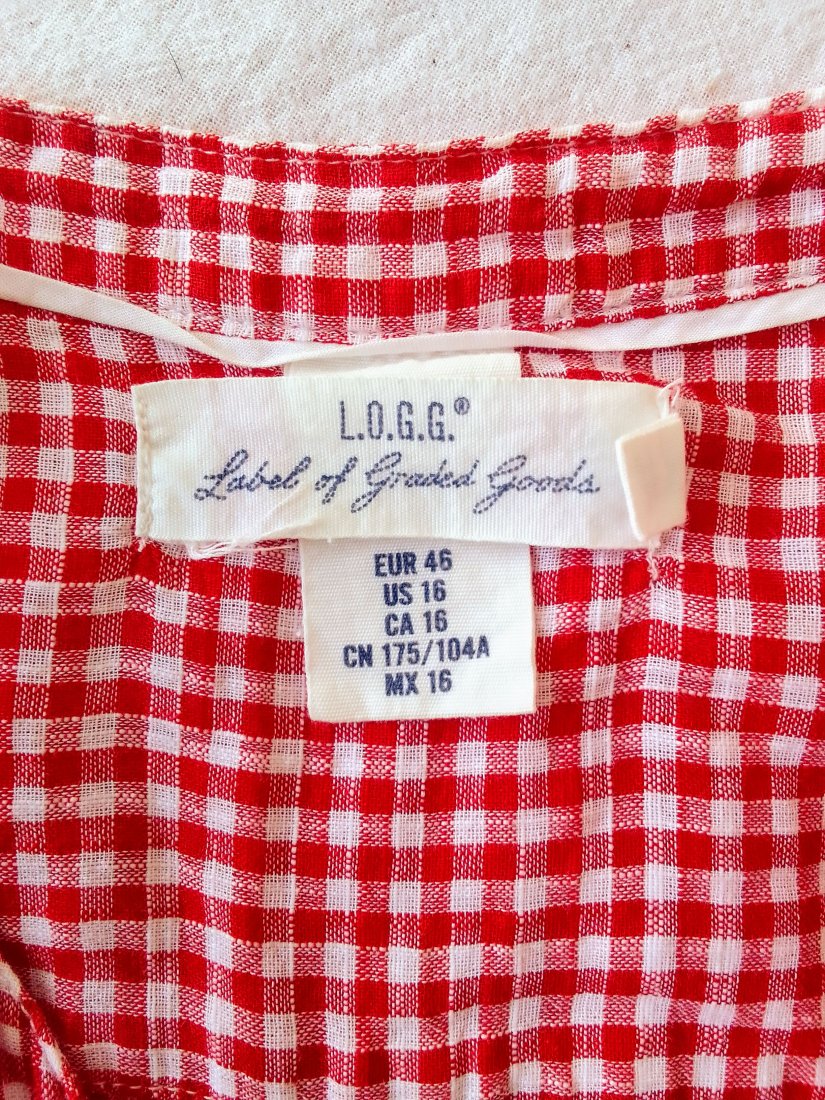 L.O.G.G.®
Label of Graded Goods
EUR 46
US 16
CA 16
CN 175/104A
MX 16